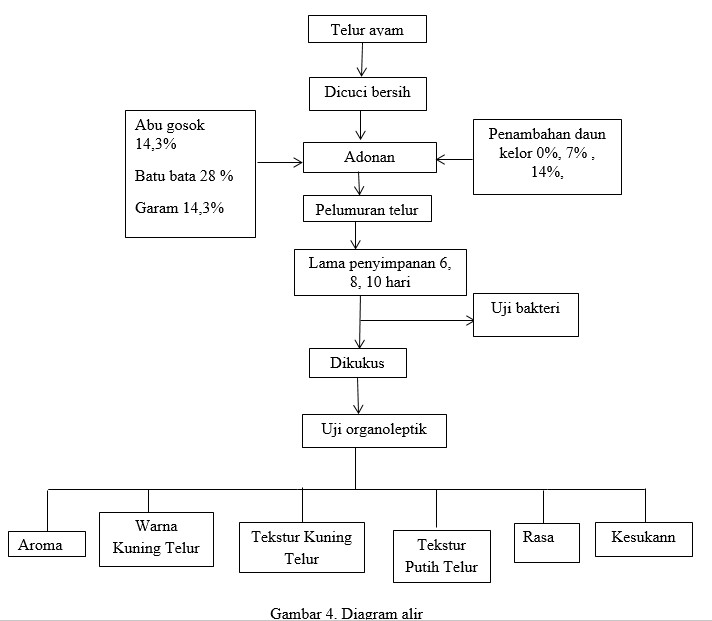 Telur ayam
Dicuci bersih
Abu gosok
14,3%
Batu bata 28 %
Garam 14,3%
Adonan
Penambahan daun
kelor 0%, 7% ,
14%,
Pelumuran telur
Lama penyimpanan 6,
8, 10 hari
Uji bakteri
Dikukus
Uji organoleptik
Aroma
Warna
Kuning Telur
Tekstur Kuning
Telur
Tekstur
Putih Telur
Rasa
Kesukann
Gambar 4. Diagram alir